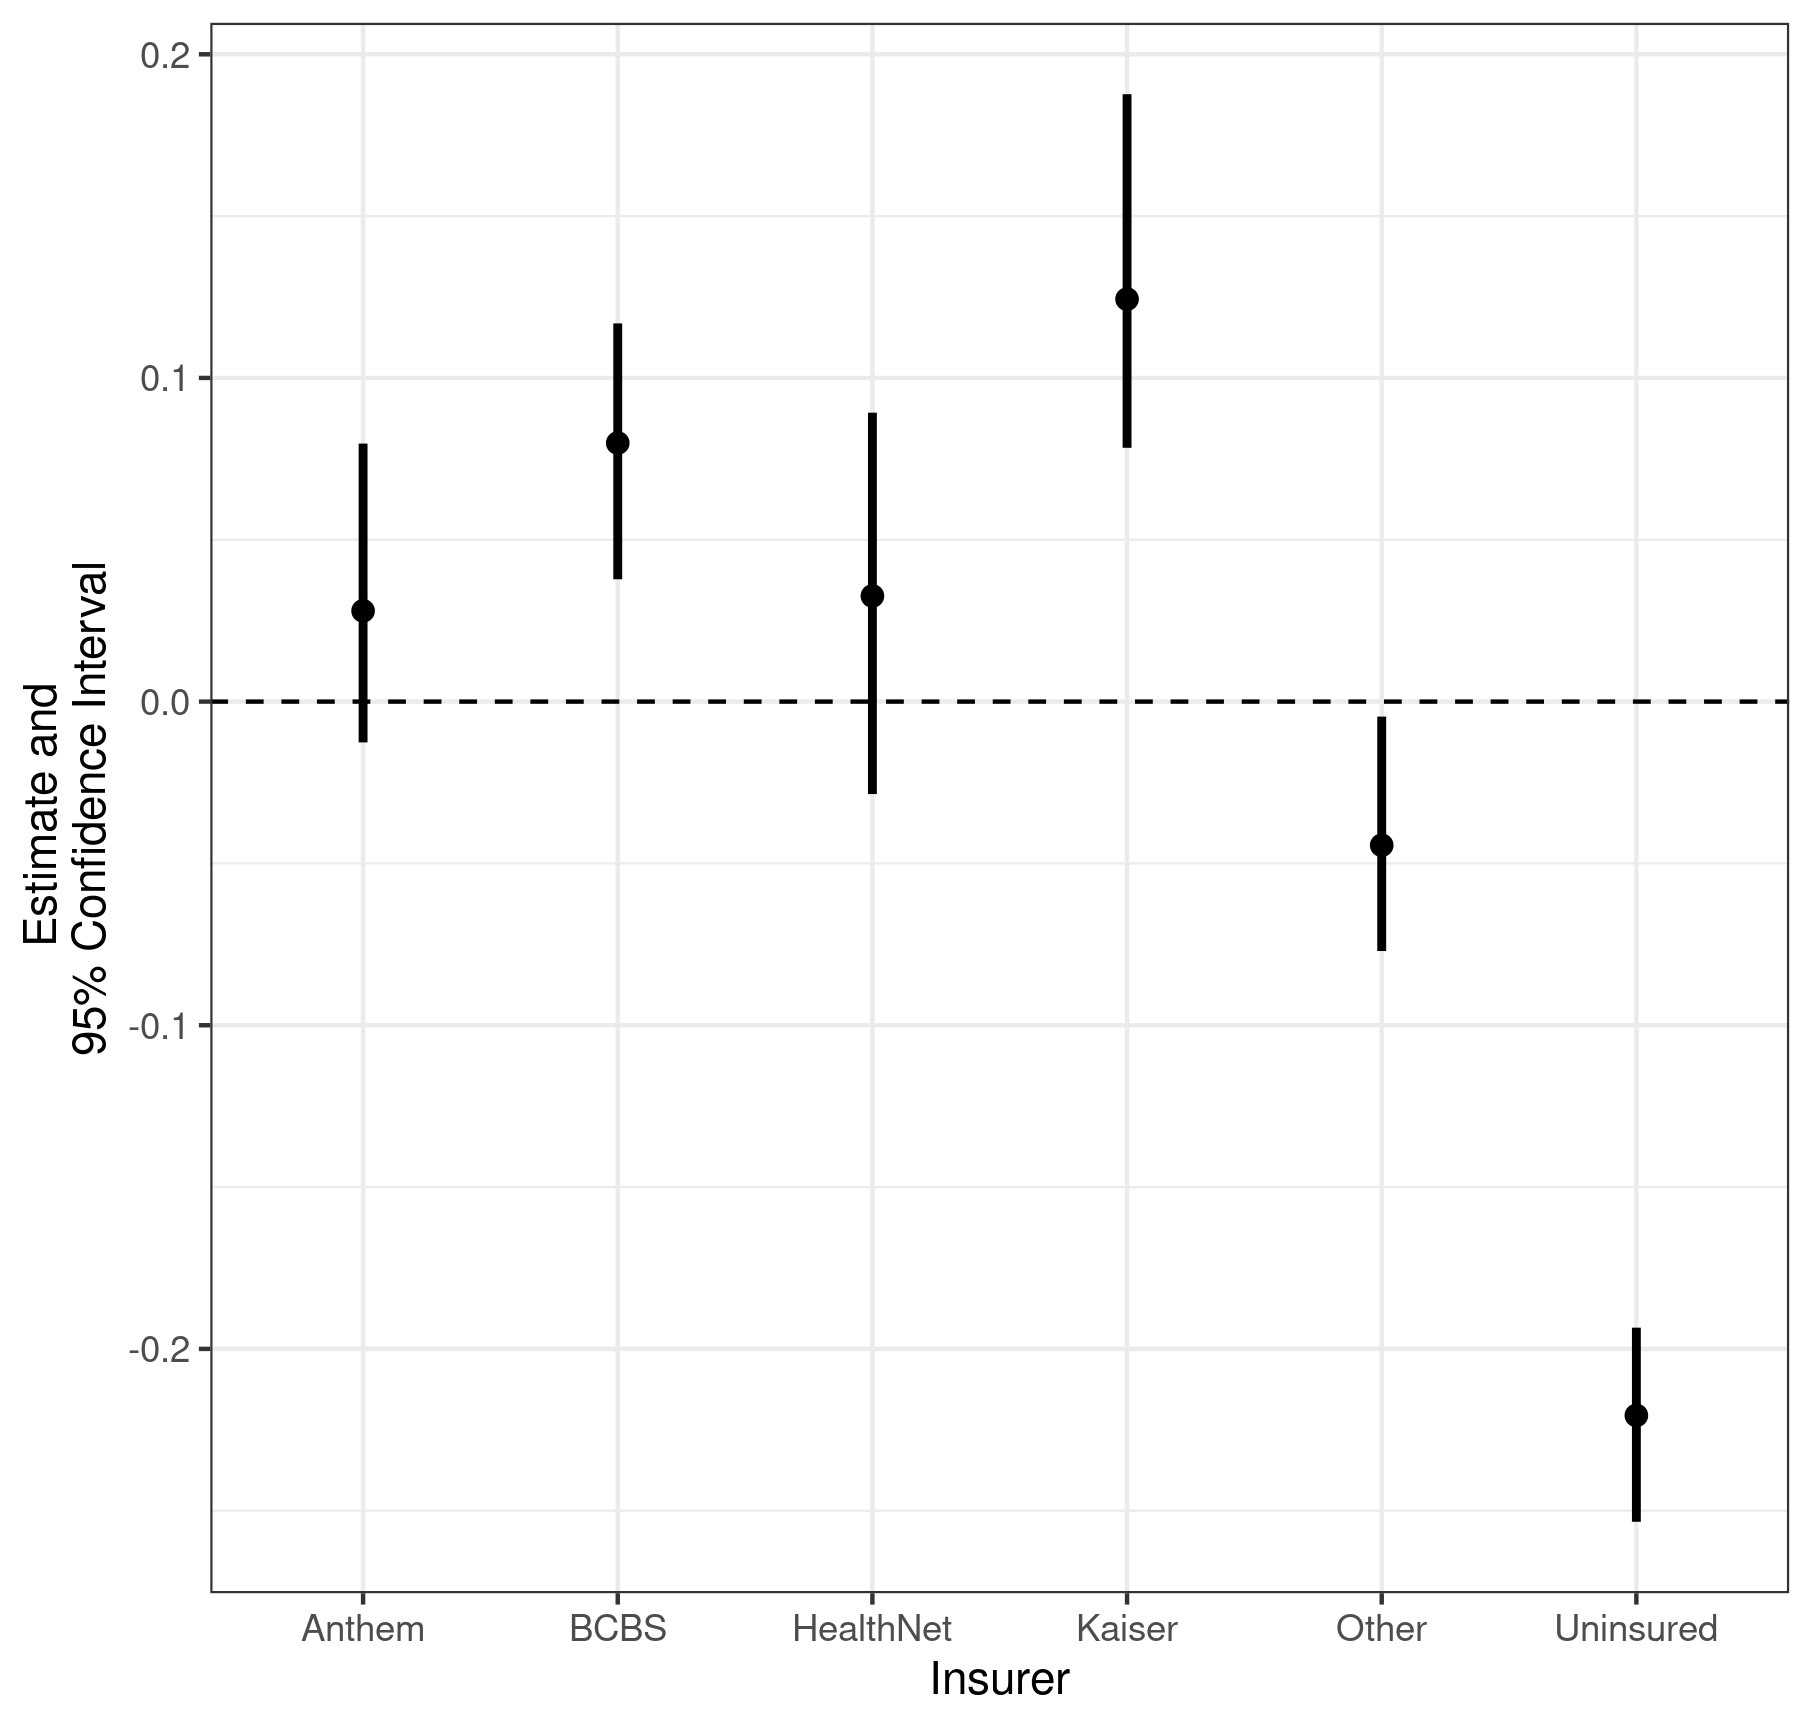 Estimate and
95% Confidence Interval
0.2
0.1
0.0
-0.1
-0.2
Anthem
BCBS
HealthNet
Kaiser
Other
Uninsured
Insurer